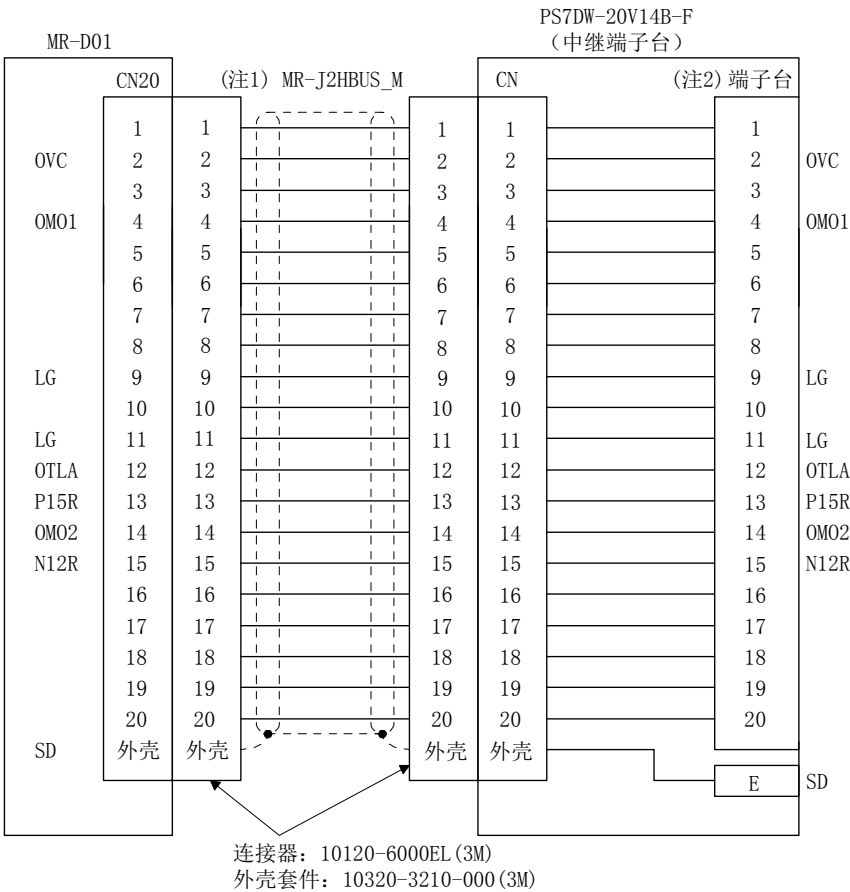 PS7DW-20V14B-F
MR-D01 （中继端子台）
CN20 (注1) MR-J2HBUS_M CN (注2)端子台
1 1 1 1 1
OVC 2 2 2 2 2 OVC
3 3 3 3 3
OMO1 4 4 4 4 4 OMO1
5 5 5 5 5
6 6 6 6 6
7 7 7 7 7
8 8 8 8 8
LG 9 9 9 9 9 LG
10 10 10 10 10
LG 11 11 11 11 11 LG
OTLA 12 12 12 12 12 OTLA
P15R 13 13 13 13 13 P15R
OMO2 14 14 14 14 14 OMO2
N12R 15 15 15 15 15 N12R
16 16 16 16 16
17 17 17 17 17
18 18 18 18 18
19 19 19 19 19
20 20 20 20 20
SD 外壳 外壳 外壳 外壳
E SD
连接器：10120-6000EL(3M)
外壳套件：10320-3210-000(3M)